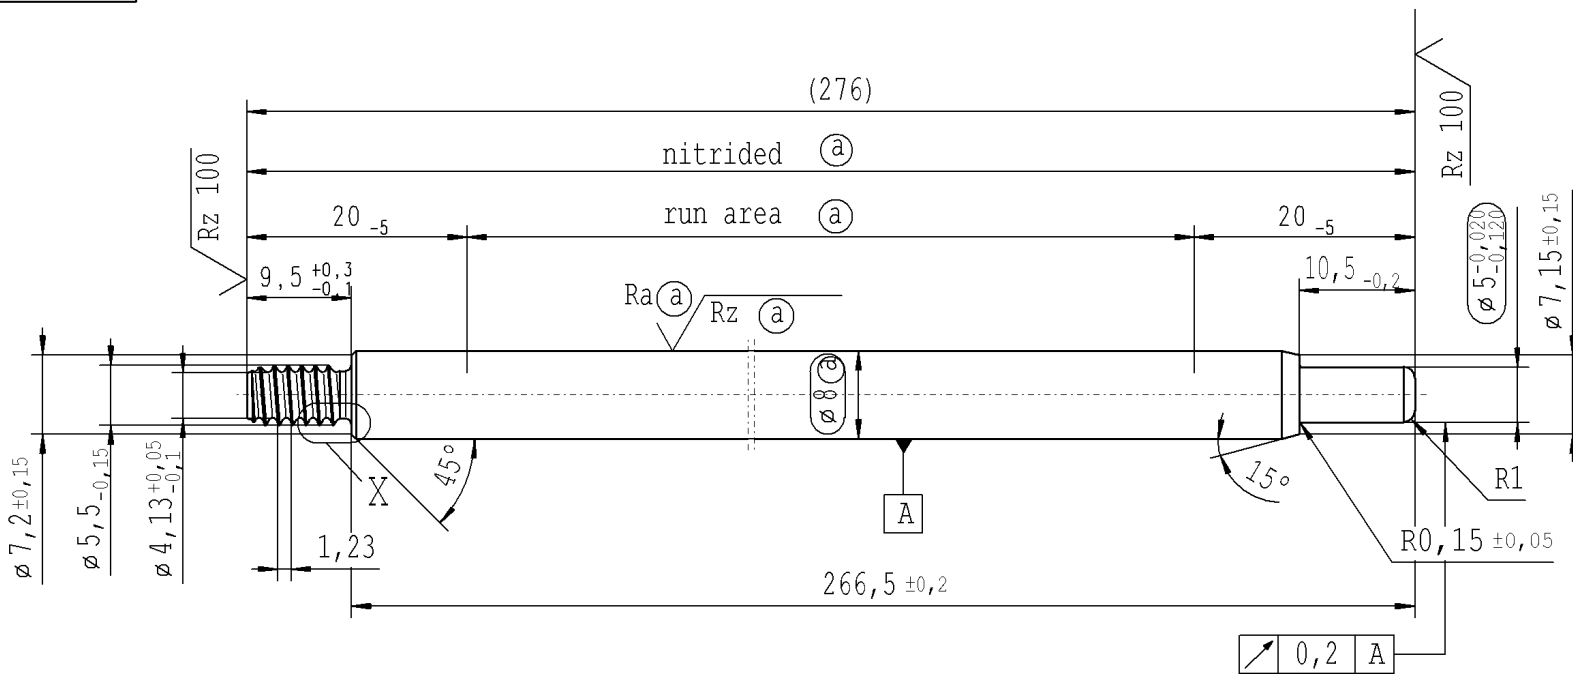 (276)
nitrided a
run area a
20 -5
20 -5
Rz 100
Rz 100
9,5 +0,3 -0,1
10,5 -0,2
ø 5 -0,020 -0,120
ø 7,15 ±0,15
Ra a
Rz a
ø 8 a
ø 7,2 ±0,15
ø 5,5 -0,15
ø 4,13 +0,05 -0,1
X
45°
15°
A
R1
1,23
R0,15 ±0,05
266,5 ±0,2
0,2 A